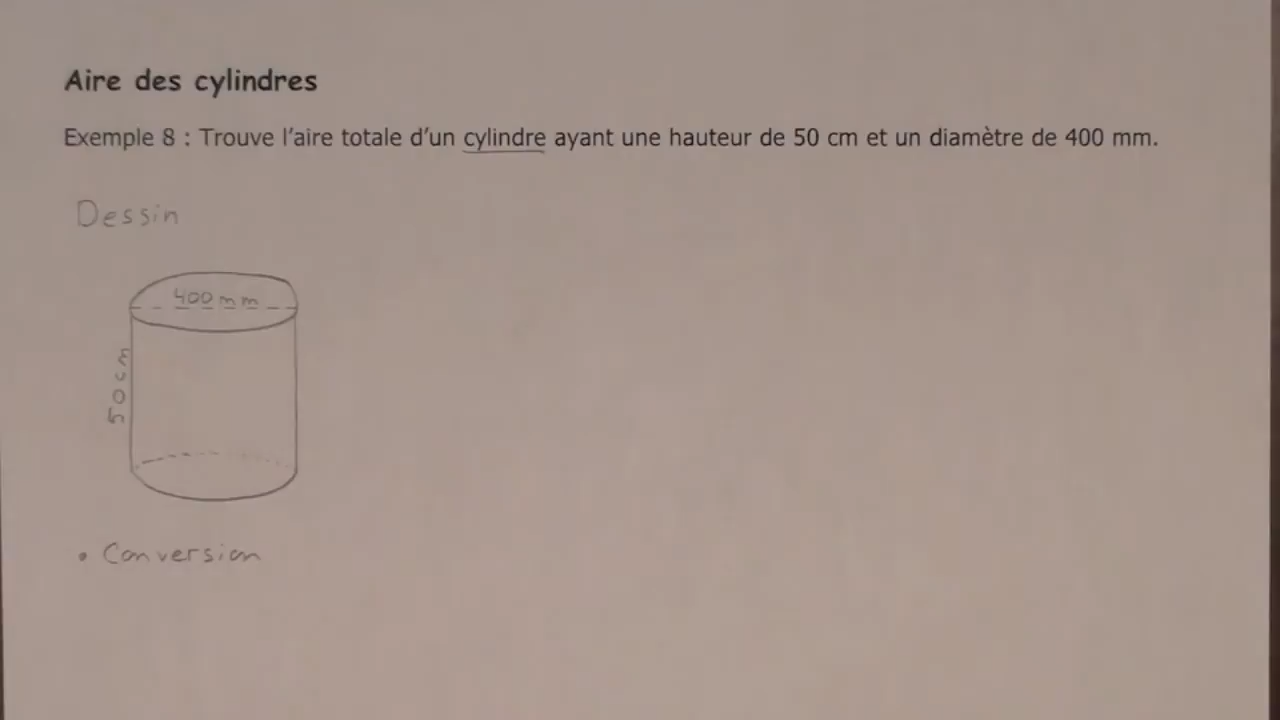 Aire des cylindres
Exemple 8 : Trouve l'aire totale d'un cylindre ayant une hauteur de 50 cm et un diamètre de 400 mm.
Dessin
400 mm
50 cm
• Conversion